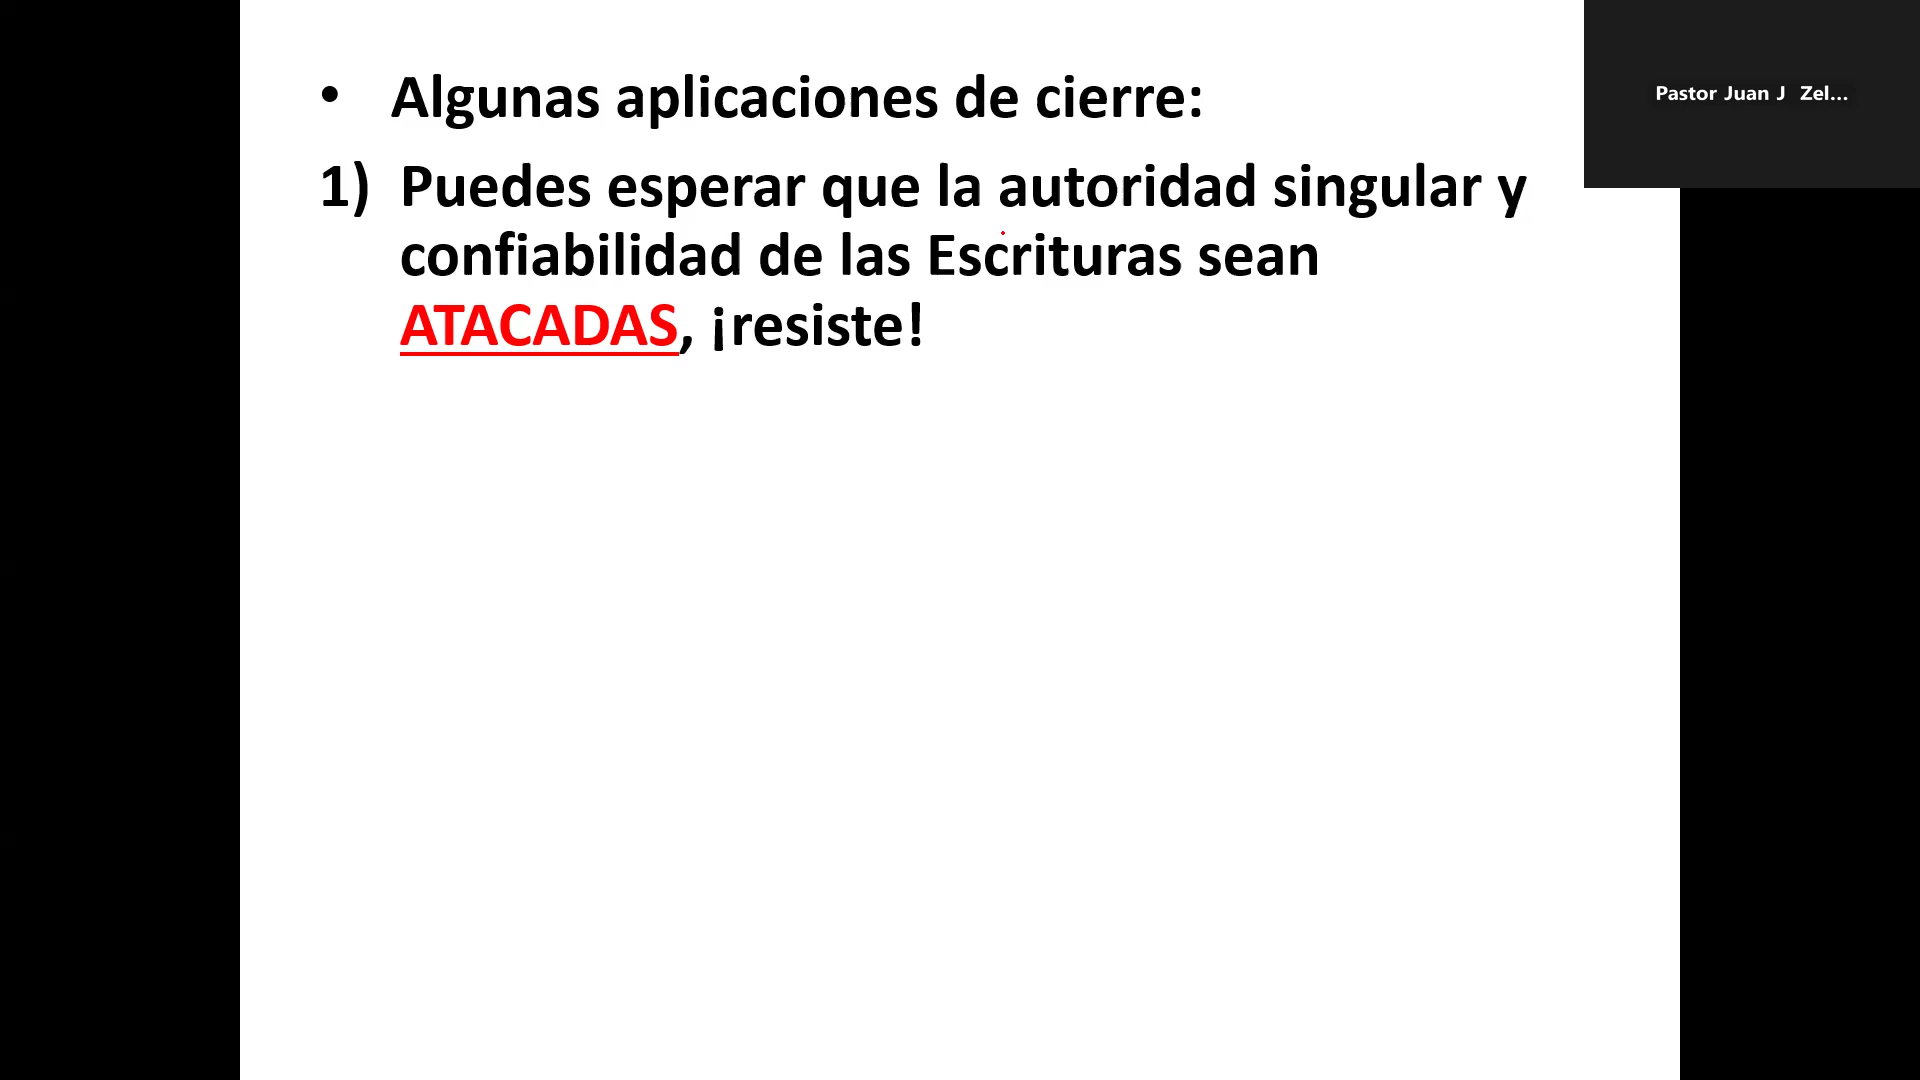 • Algunas aplicaciones de cierre:
Pastor Juan J Zel...
1) Puedes esperar que la autoridad singular y
confiabilidad de las Escrituras sean
ATACADAS, ¡resiste!